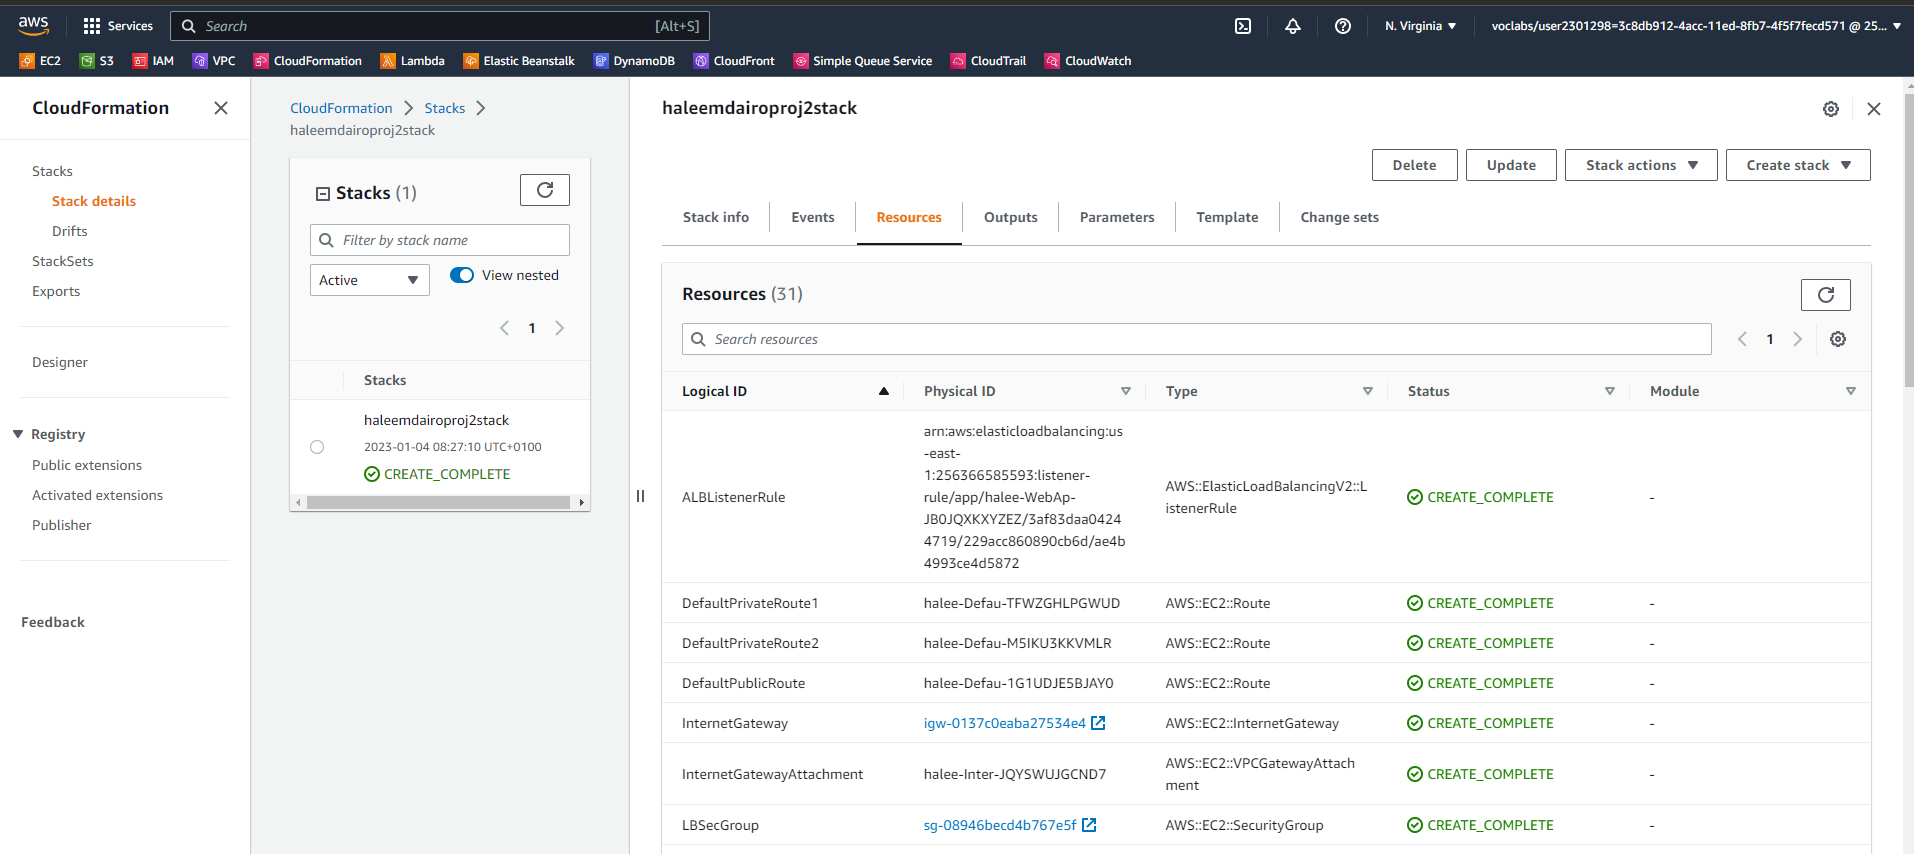 aws
Services
Search
[Alt+S]
N. Virginia
voclabs/user2301298=3c8db912-4acc-11ed-8fb7-4f5f7fecd571 @ 25...
EC2
S3
IAM
VPC
CloudFormation
Lambda
Elastic Beanstalk
DynamoDB
CloudFront
Simple Queue Service
CloudTrail
CloudWatch
CloudFormation
Stacks
Stack details
Drifts
StackSets
Exports
Designer
Registry
Public extensions
Activated extensions
Publisher
Feedback
CloudFormation > Stacks >
haleemdairoproj2stack
Stacks (1)
Filter by stack name
Active
View nested
1
Stacks
haleemdairoproj2stack
2023-01-04 08:27:10 UTC+0100
CREATE_COMPLETE
haleemdairoproj2stack
Delete
Update
Stack actions
Create stack
Stack info
Events
Resources
Outputs
Parameters
Template
Change sets
Resources (31)
Search resources
1
Logical ID
Physical ID
Type
Status
Module
ALBListenerRule
arn:aws:elasticloadbalancing:us
-east-
1:256366585593:listener-
rule/app/halee-WebAp-
JB0JQXKXYZEZ/3af83daa0424
4719/229acc860890cb6d/ae4b
4993ce4d5872
AWS::ElasticLoadBalancingV2::L
istenerRule
CREATE_COMPLETE
-
DefaultPrivateRoute1
halee-Defau-TFWZGHLPGWUD
AWS::EC2::Route
CREATE_COMPLETE
-
DefaultPrivateRoute2
halee-Defau-M5IKU3KKVMLR
AWS::EC2::Route
CREATE_COMPLETE
-
DefaultPublicRoute
halee-Defau-1G1UDJE5BJAY0
AWS::EC2::Route
CREATE_COMPLETE
-
InternetGateway
igw-0137c0eaba27534e4
AWS::EC2::InternetGateway
CREATE_COMPLETE
-
InternetGatewayAttachment
halee-Inter-JQYSWUJGCND7
AWS::EC2::VPCGatewayAttach
ment
CREATE_COMPLETE
-
LBSecGroup
sg-08946becd4b767e5f
AWS::EC2::SecurityGroup
CREATE_COMPLETE
-